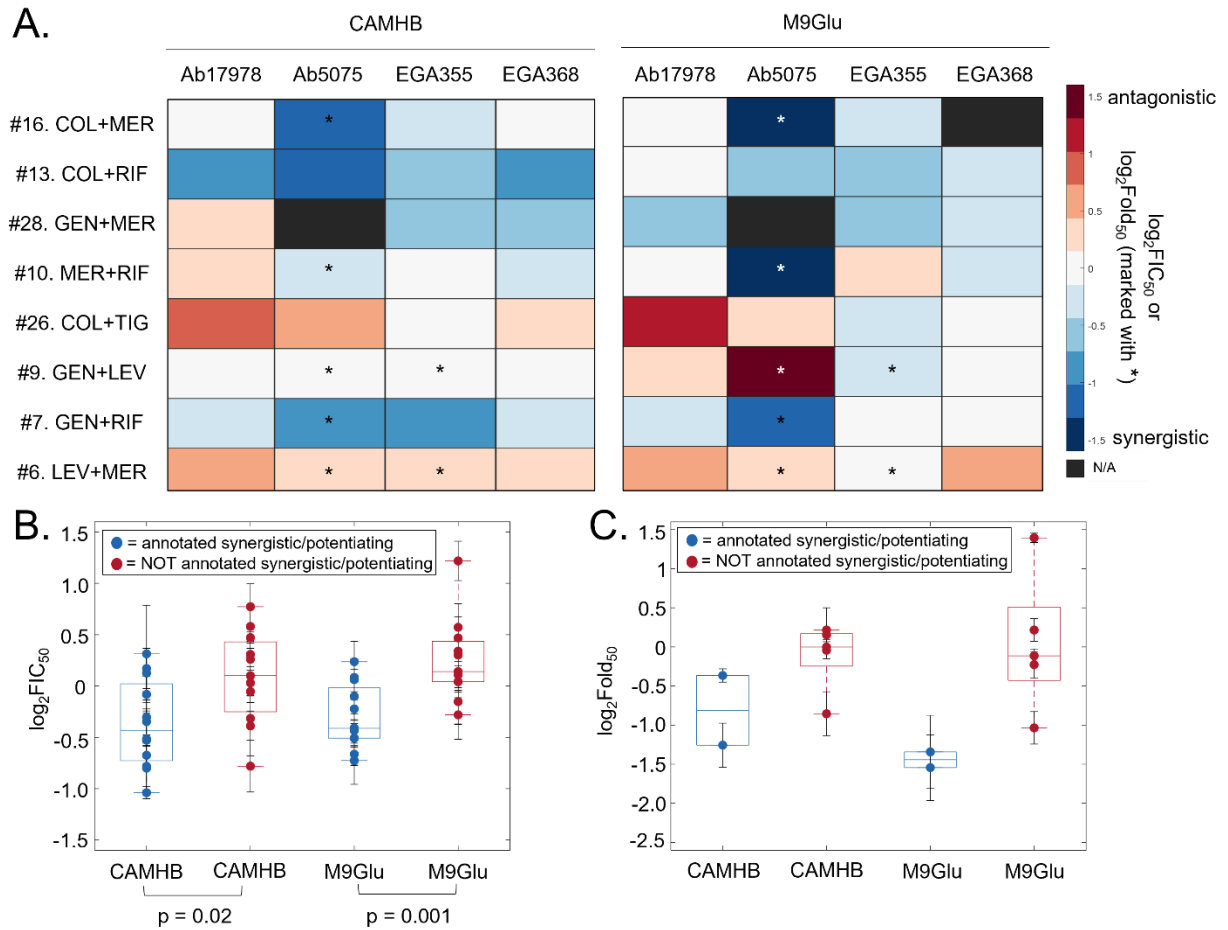 A.
CAMHB
M9Glu
Ab17978 Ab5075 EGA355 EGA368
Ab17978 Ab5075 EGA355 EGA368
#16. COL+MER * *
#13. COL+RIF
#28. GEN+MER
#10. MER+RIF * *
#26. COL+TIG
#9. GEN+LEV * * * *
#7. GEN+RIF * *
#6. LEV+MER * * * *
antagonistic
1.5
1
0.5
0
-0.5
-1
-1.5
synergistic
N/A
log₂FIC₅₀ or
log₂Fold₅₀ (marked with *)
B.
= annotated synergistic/potentiating
= NOT annotated synergistic/potentiating
log₂FIC₅₀
1.5
1.0
0.5
0
-0.5
-1.0
-1.5
CAMHB CAMHB M9Glu M9Glu
p = 0.02 p = 0.001
C.
= annotated synergistic/potentiating
= NOT annotated synergistic/potentiating
log₂Fold₅₀
1.5
1.0
0.5
0
-0.5
-1.0
-1.5
-2.0
-2.5
CAMHB CAMHB M9Glu M9Glu